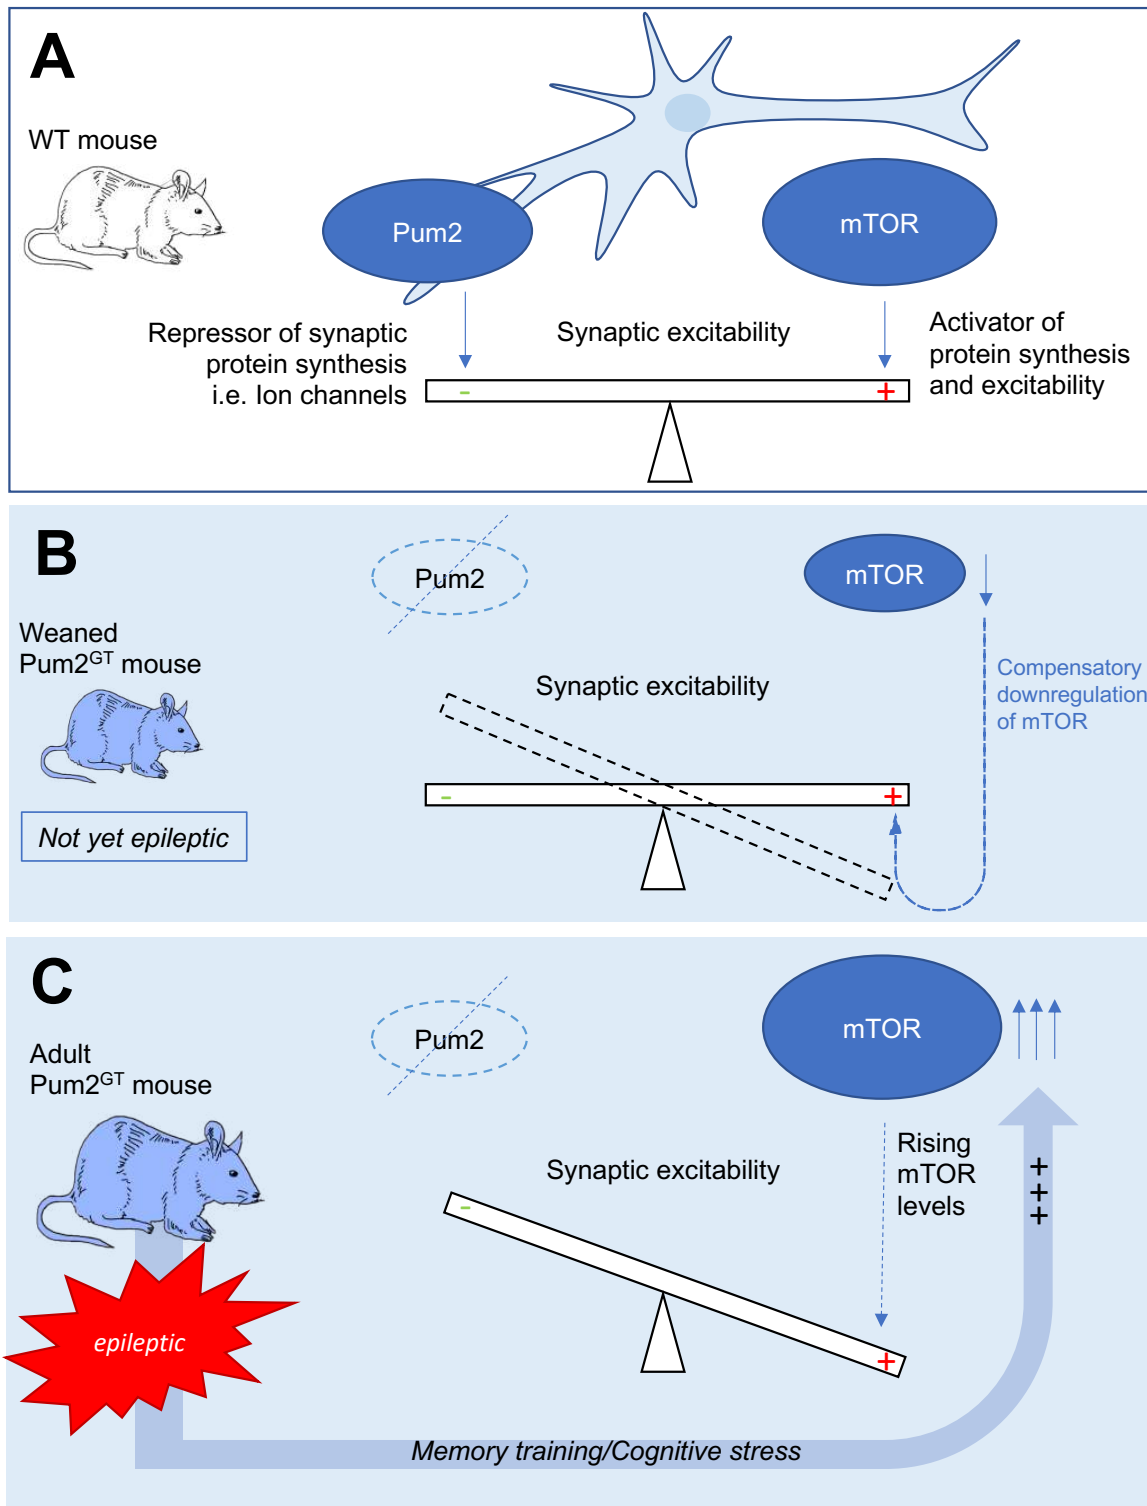 A
WT mouse
Pum2
mTOR
Repressor of synaptic
protein synthesis
i.e. Ion channels
Synaptic excitability
Activator of
protein synthesis
and excitability
-
+
B
Pum2
mTOR
Weaned
Pum2GT mouse
Synaptic excitability
Compensatory
downregulation
of mTOR
-
+
Not yet epileptic
C
Pum2
mTOR
Adult
Pum2GT mouse
Synaptic excitability
Rising
mTOR
levels
+
+
+
-
+
epileptic
Memory training/Cognitive stress